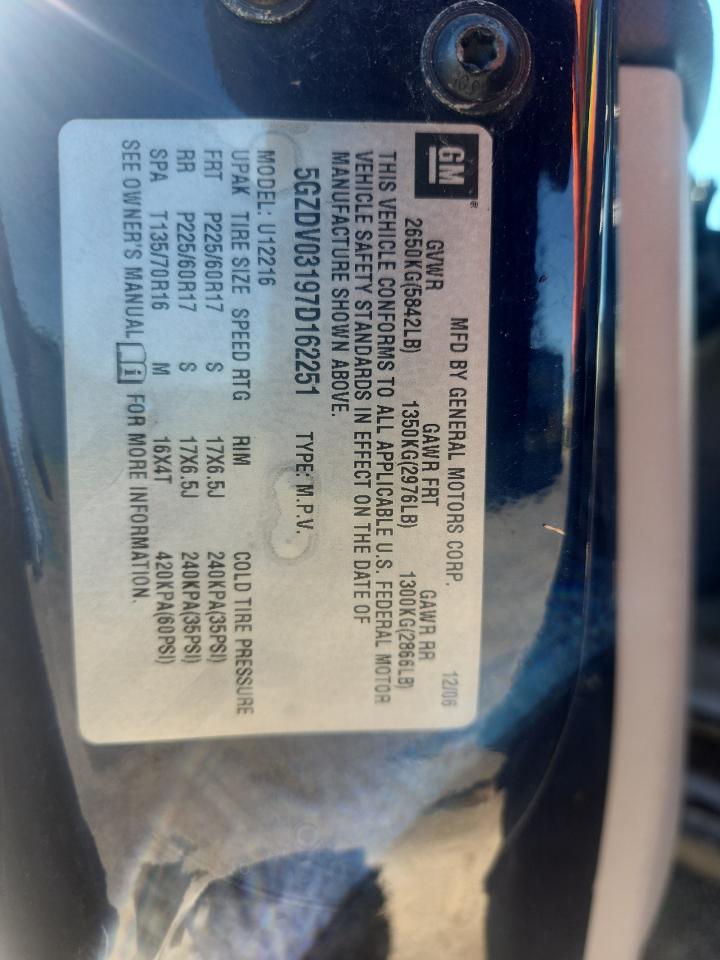 GM®
MFD BY GENERAL MOTORS CORP. 12/06
GVWR GAWR FRT GAWR RR
2650KG(5842LB) 1350KG(2976LB) 1300KG(2866LB)
THIS VEHICLE CONFORMS TO ALL APPLICABLE U.S. FEDERAL MOTOR
VEHICLE SAFETY STANDARDS IN EFFECT ON THE DATE OF
MANUFACTURE SHOWN ABOVE.
5GZDV03197D162251 TYPE: M.P.V.
MODEL: U12216
UPAK TIRE SIZE SPEED RTG RIM COLD TIRE PRESSURE
FRT P225/60R17 S 17X6.5J 240KPA(35PSI)
RR P225/60R17 S 17X6.5J 240KPA(35PSI)
SPA T135/70R16 M 16X4T 420KPA(60PSI)
SEE OWNER'S MANUAL i FOR MORE INFORMATION.